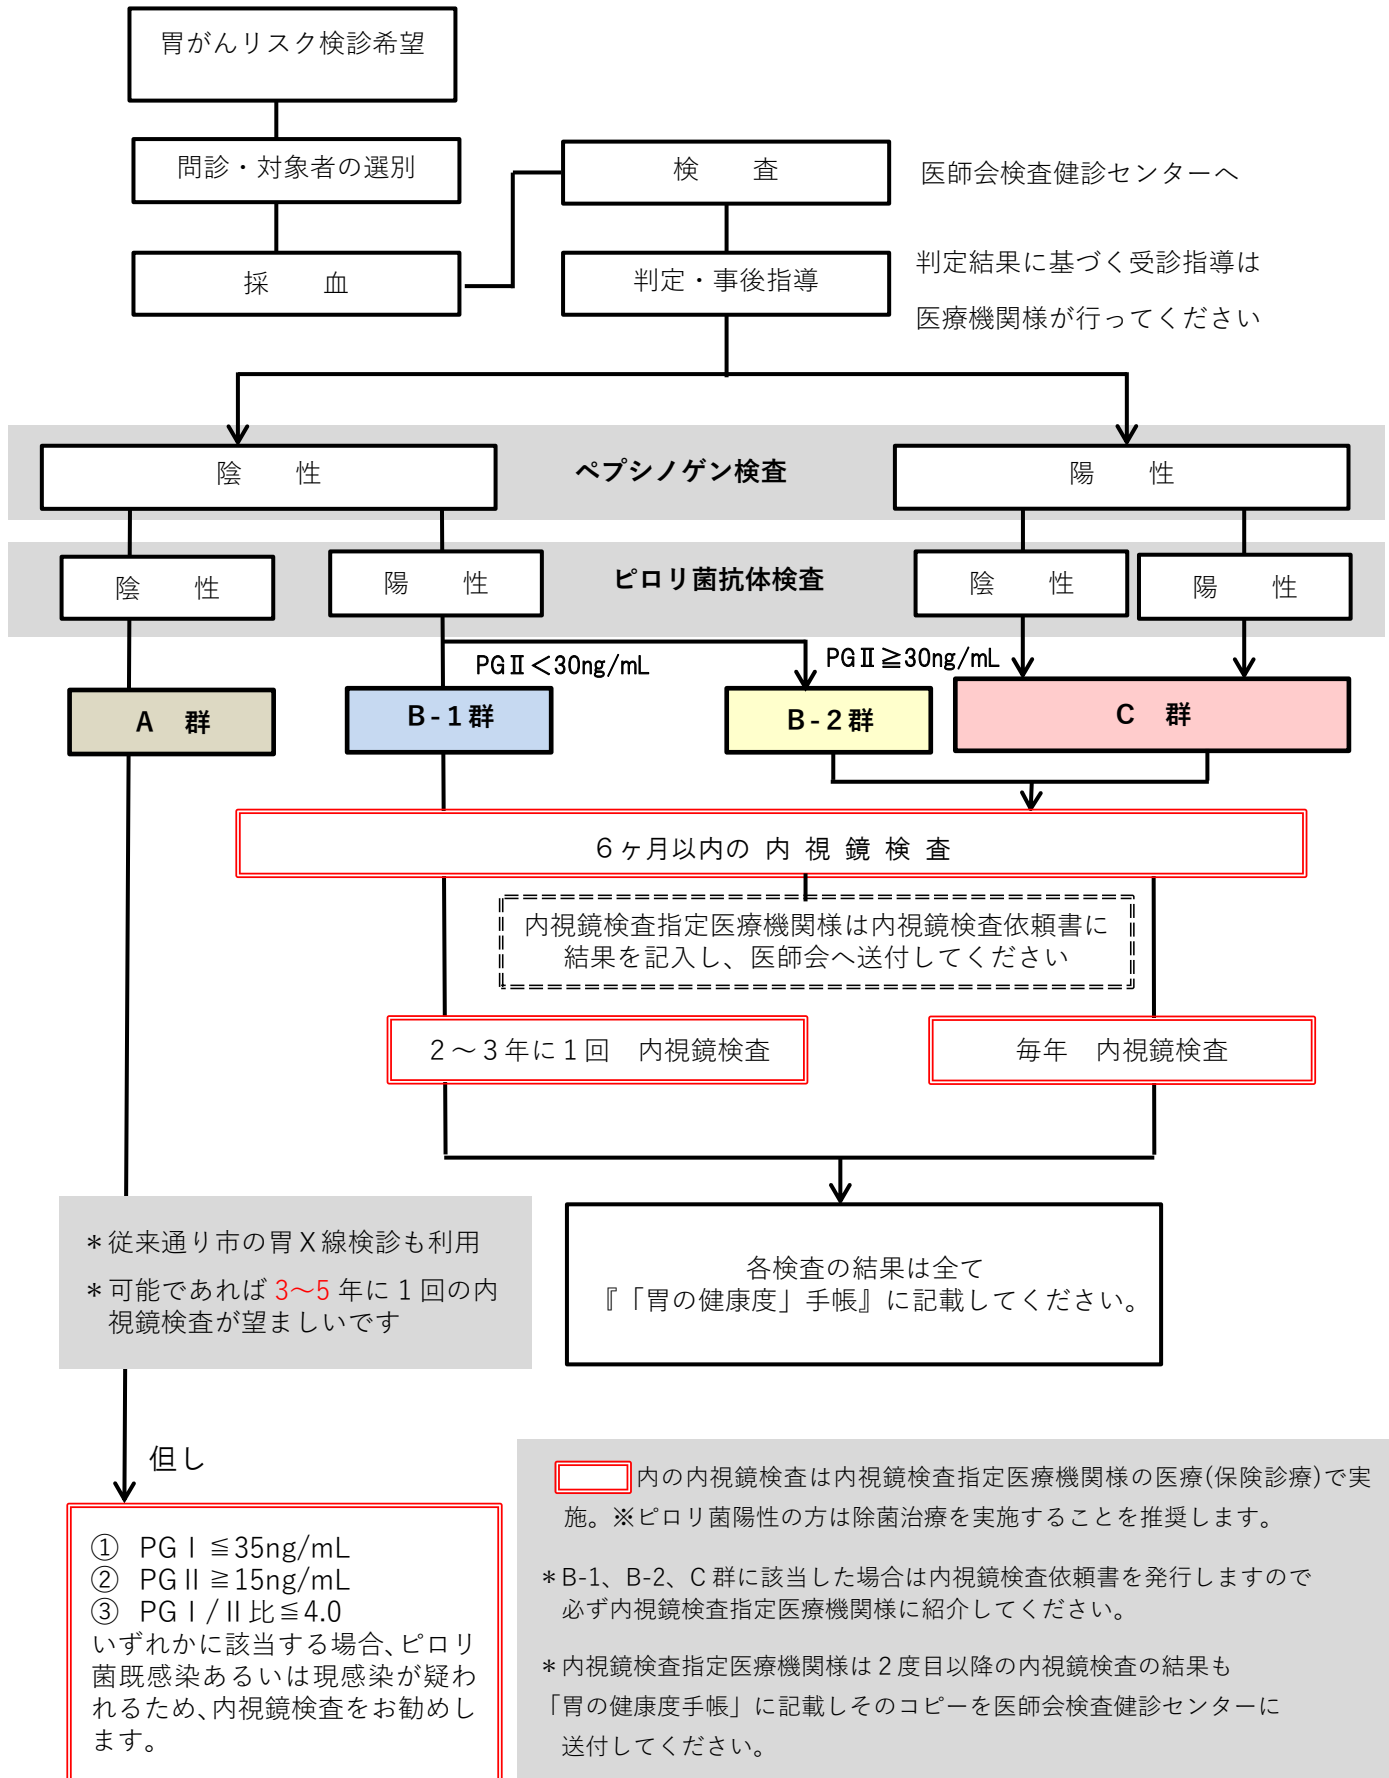 胃がんリスク検診希望
問診・対象者の選別
採　血
検　査
医師会検査健診センターへ
判定・事後指導
判定結果に基づく受診指導は
医療機関様が行ってください
陰　性
ペプシノゲン検査
陽　性
陰　性
陽　性
ピロリ菌抗体検査
陰　性
陽　性
PGⅡ＜30ng/mL
PGⅡ≧30ng/mL
A　群
B-1群
B-2群
C　群
6ヶ月以内の 内 視 鏡 検 査
内視鏡検査指定医療機関様は内視鏡検査依頼書に
結果を記入し、医師会へ送付してください
2～3年に1回　内視鏡検査
毎年　内視鏡検査
＊従来通り市の胃X線検診も利用
＊可能であれば 3～5 年に1回の内
視鏡検査が望ましいです
各検査の結果は全て
『「胃の健康度」手帳』に記載してください。
但し
① PGⅠ≦35ng/mL
② PGⅡ≧15ng/mL
③ PGⅠ/Ⅱ比≦4.0
いずれかに該当する場合、ピロリ
菌既感染あるいは現感染が疑わ
れるため、内視鏡検査をお勧めし
ます。
内の内視鏡検査は内視鏡検査指定医療機関様の医療(保険診療)で実
施。※ピロリ菌陽性の方は除菌治療を実施することを推奨します。
＊B-1、B-2、C群に該当した場合は内視鏡検査依頼書を発行しますので
必ず内視鏡検査指定医療機関様に紹介してください。
＊内視鏡検査指定医療機関様は2度目以降の内視鏡検査の結果も
「胃の健康度手帳」に記載しそのコピーを医師会検査健診センターに
送付してください。